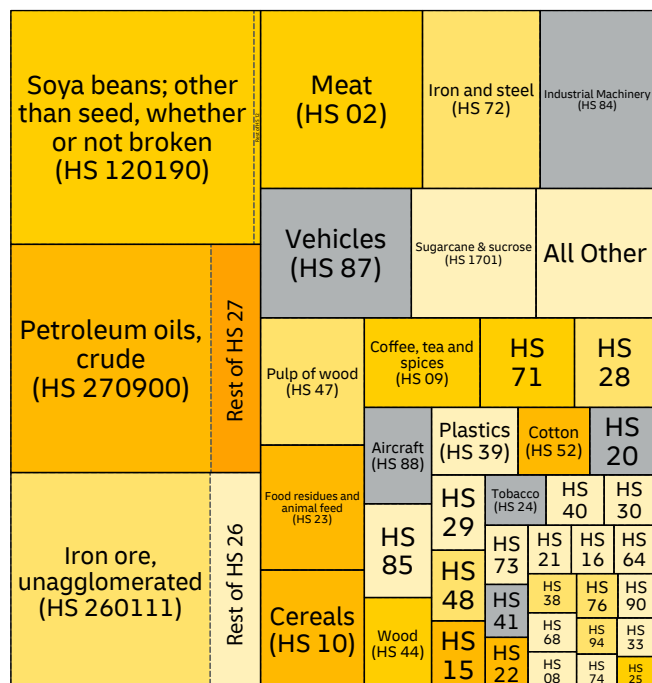 Soya beans; other
than seed, whether
or not broken
(HS 120190)
Meat
(HS 02)
Iron and steel
(HS 72)
Industrial Machinery
(HS 84)
Vehicles
(HS 87)
Sugarcane & sucrose
(HS 1701)
All Other
Petroleum oils,
crude
(HS 270900)
Rest of HS 27
Pulp of wood
(HS 47)
Coffee, tea and
spices
(HS 09)
HS
71
HS
28
Aircraft
(HS 88)
Plastics
(HS 39)
Cotton
(HS 52)
HS
20
Food residues and
animal feed
(HS 23)
Iron ore,
unagglomerated
(HS 260111)
Rest of HS 26
HS
85
HS
29
Tobacco
(HS 24)
HS
40
HS
30
HS
73
HS
21
HS
16
HS
64
Cereals
(HS 10)
Wood
(HS 44)
HS
48
HS
41
HS
38
HS
76
HS
90
HS
15
HS
22
HS
68
HS
94
HS
33
HS
08
HS
74
HS
25